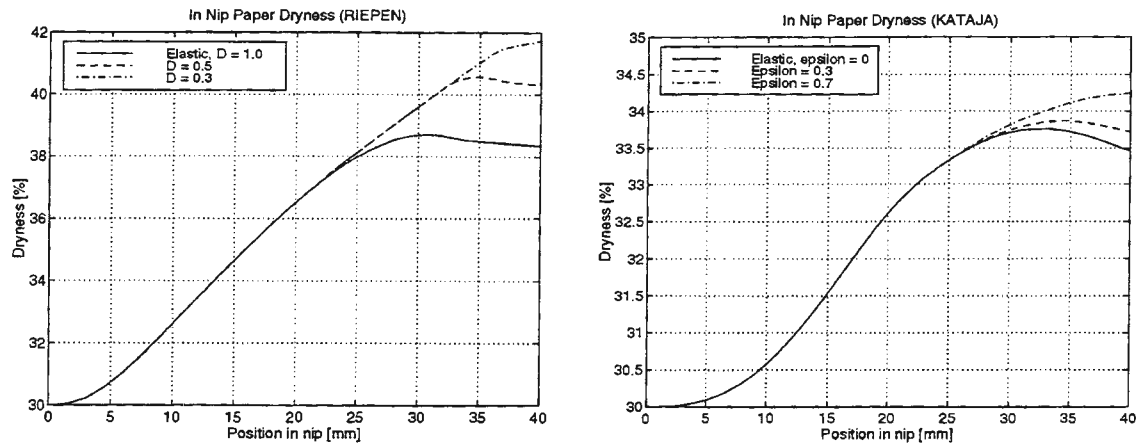 In Nip Paper Dryness (RIEPEN)
42
40
38
36
34
32
30
Dryness [%]
Elastic, D = 1.0
D = 0.5
D = 0.3
0 5 10 15 20 25 30 35 40
Position in nip [mm]
In Nip Paper Dryness (KATAJA)
35
34.5
34
33.5
33
32.5
32
31.5
31
30.5
30
Dryness [%]
Elastic, epsilon = 0
Epsilon = 0.3
Epsilon = 0.7
0 5 10 15 20 25 30 35 40
Position in nip [mm]